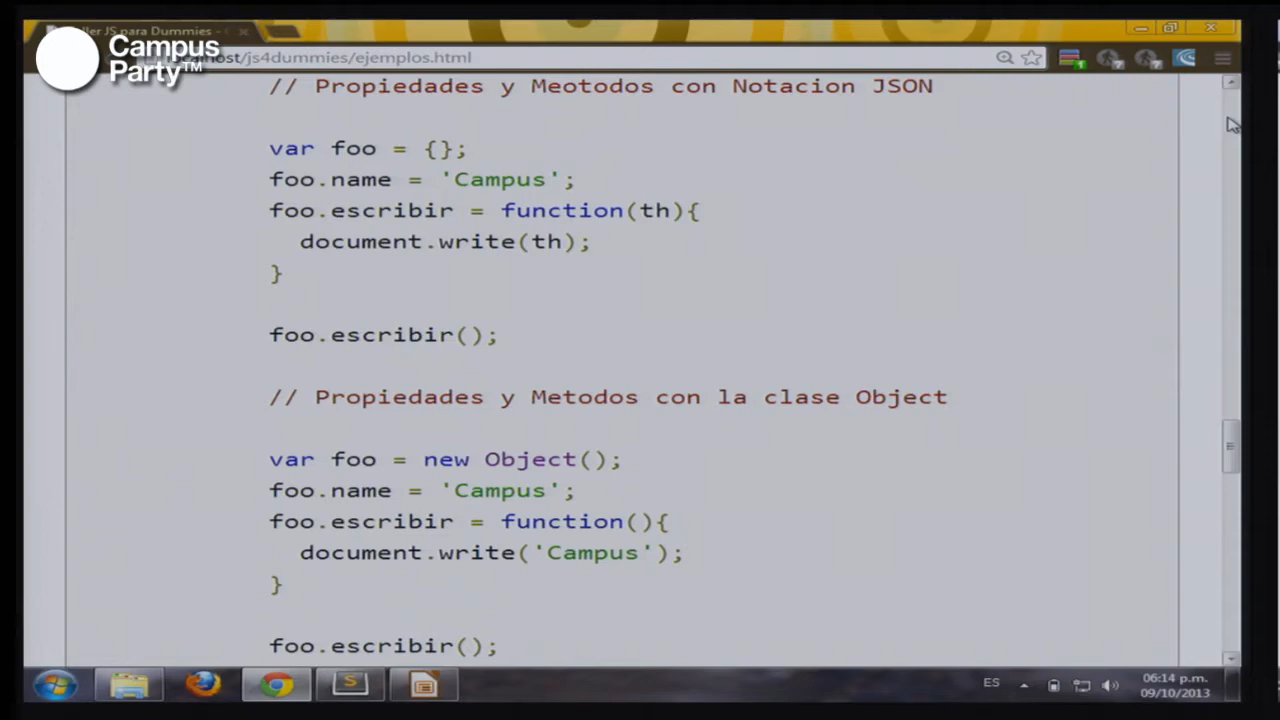 ller JS para Dummies -
Campus
Party™
host/js4dummies/ejemplos.html
// Propiedades y Meotodos con Notacion JSON
var foo = {};
foo.name = 'Campus';
foo.escribir = function(th){
document.write(th);
}
foo.escribir();
// Propiedades y Metodos con la clase Object
var foo = new Object();
foo.name = 'Campus';
foo.escribir = function(){
document.write('Campus');
}
foo.escribir();
ES
06:14 p.m.
09/10/2013